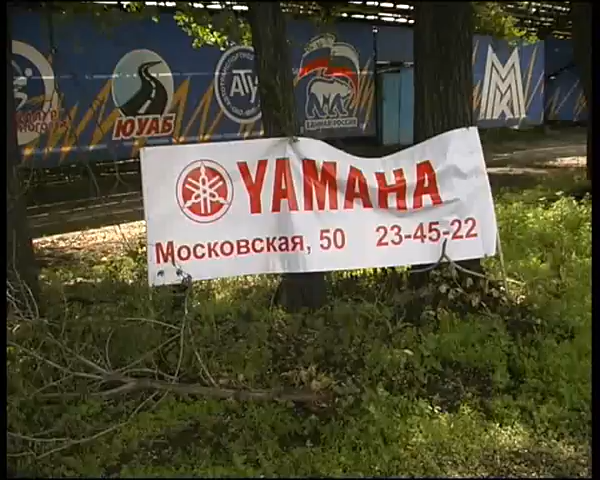 ЮУАБ
АТУ
ЕДИНАЯ РОССИЯ
YAMAHA
Московская, 50 23-45-22